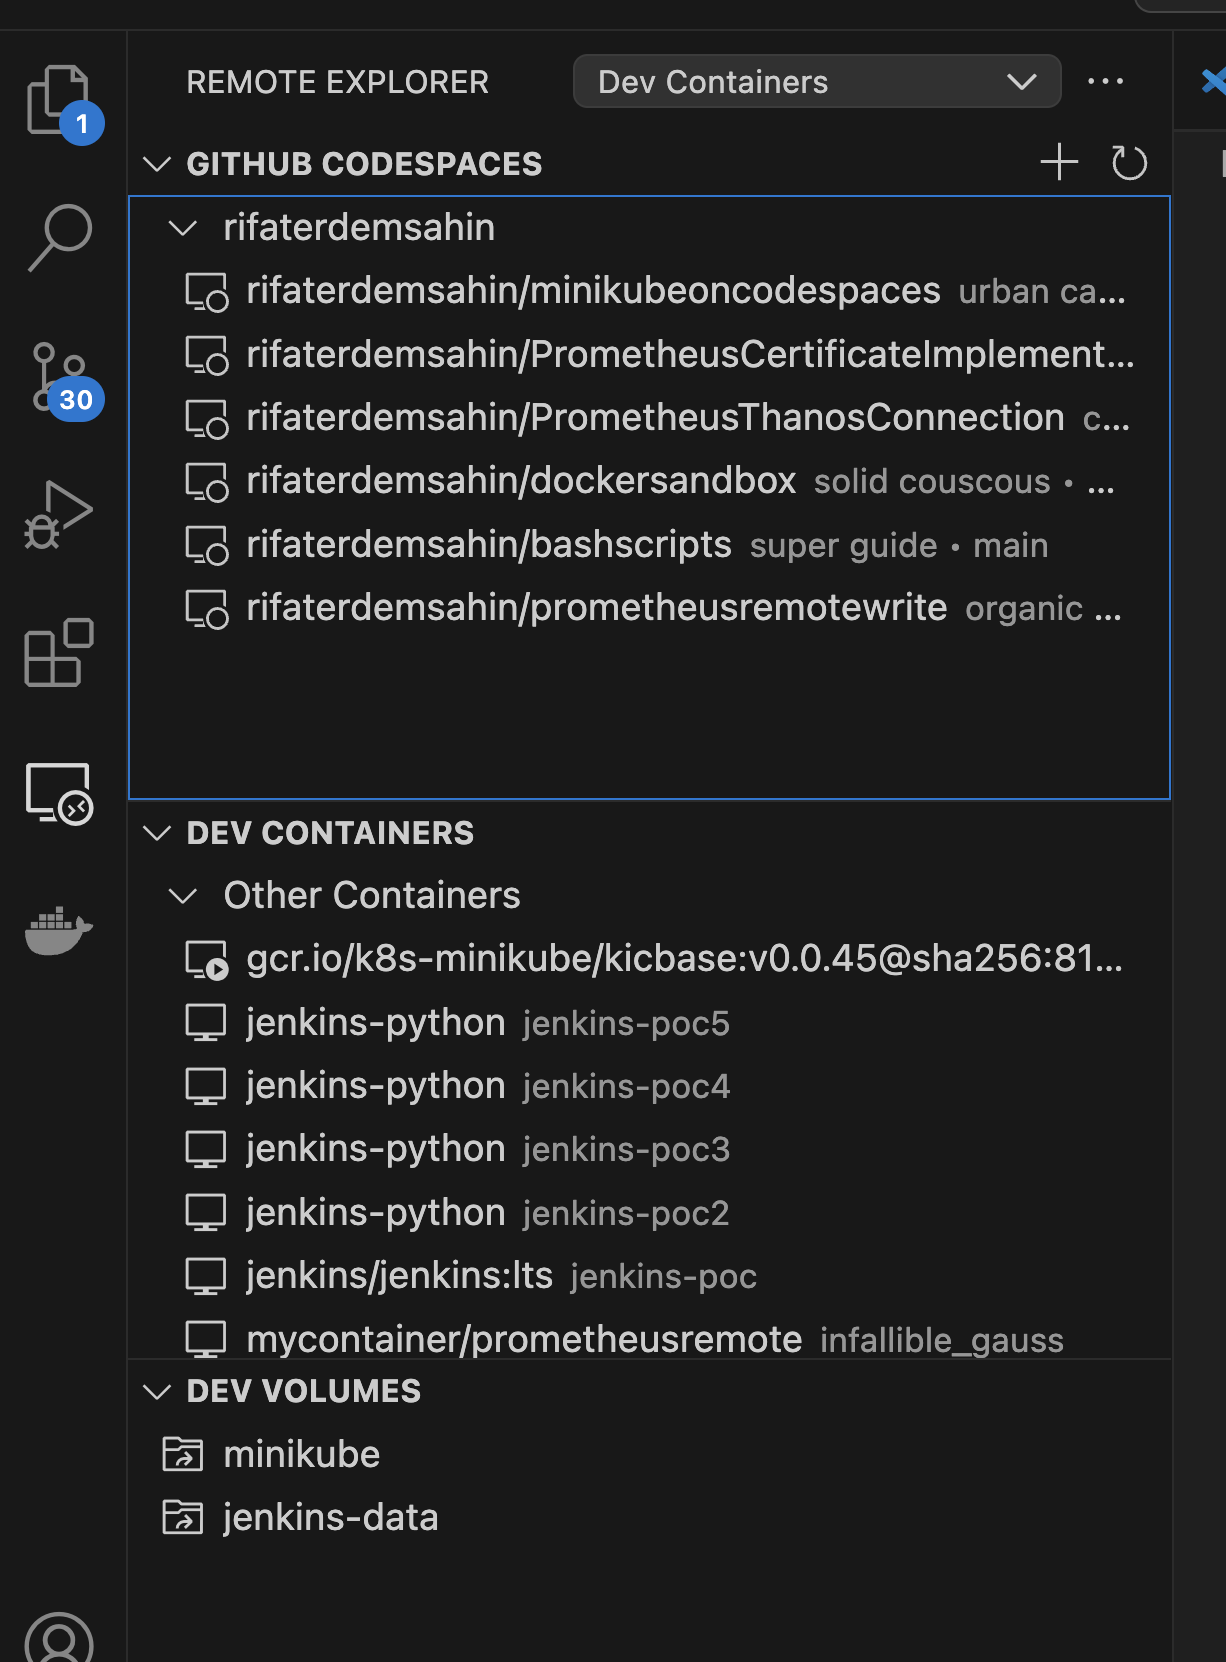 REMOTE EXPLORER Dev Containers ···
1
GITHUB CODESPACES
rifaterdemsahin
rifaterdemsahin/minikubeoncodespaces urban ca...
rifaterdemsahin/PrometheusCertificateImplement...
rifaterdemsahin/PrometheusThanosConnection c...
30
rifaterdemsahin/dockersandbox solid couscous • ...
rifaterdemsahin/bashscripts super guide • main
rifaterdemsahin/prometheusremotewrite organic ...
DEV CONTAINERS
Other Containers
gcr.io/k8s-minikube/kicbase:v0.0.45@sha256:81...
jenkins-python jenkins-poc5
jenkins-python jenkins-poc4
jenkins-python jenkins-poc3
jenkins-python jenkins-poc2
jenkins/jenkins:lts jenkins-poc
mycontainer/prometheusremote infallible_gauss
DEV VOLUMES
minikube
jenkins-data